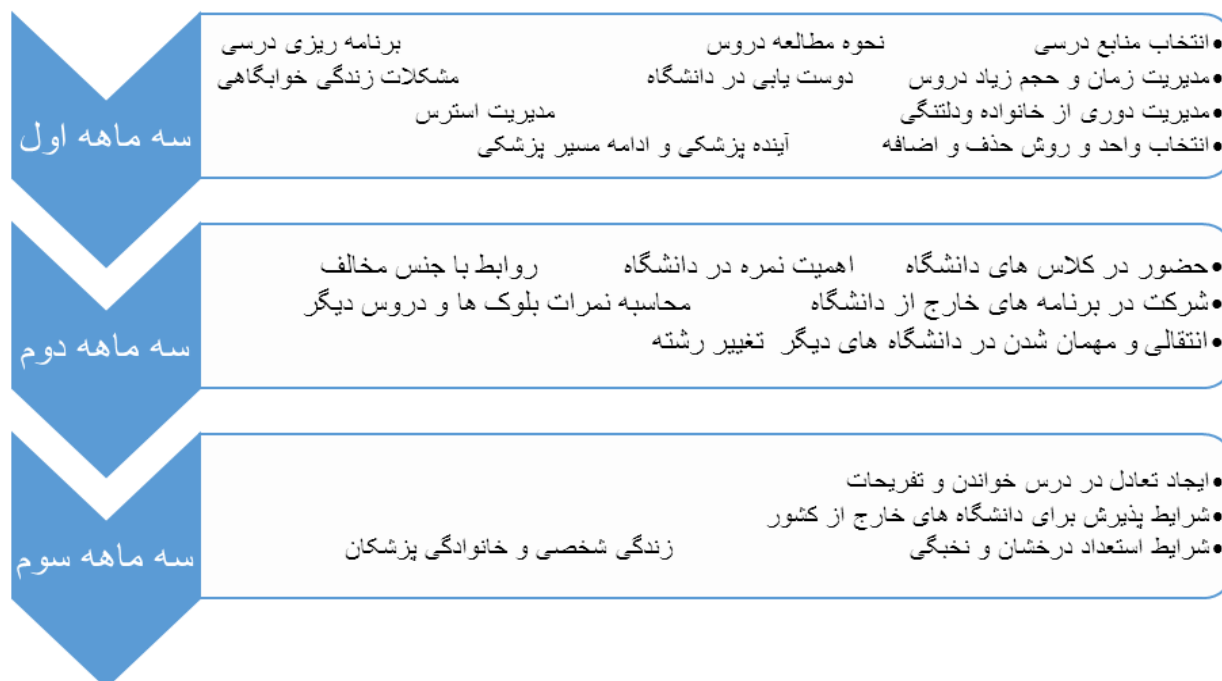 سه ماهه اول
•انتخاب منابع درسی نحوه مطالعه دروس برنامه ریزی درسی
•مدیریت زمان و حجم زیاد دروس دوست یابی در دانشگاه مشکلات زندگی خوابگاهی
•مدیریت دوری از خانواده ودلتنگی مدیریت استرس
•انتخاب واحد و روش حذف و اضافه آینده پزشکی و ادامه مسیر پزشکی
سه ماهه دوم
•حضور در کلاس های دانشگاه اهمیت نمره در دانشگاه روابط با جنس مخالف
•شرکت در برنامه های خارج از دانشگاه محاسبه نمرات بلوک ها و دروس دیگر
•انتقالی و مهمان شدن در دانشگاه های دیگر تغییر رشته
سه ماهه سوم
•ایجاد تعادل در درس خواندن و تفریحات
•شرایط پذیرش برای دانشگاه های خارج از کشور
•شرایط استعداد درخشان و نخبگی زندگی شخصی و خانوادگی پزشکان